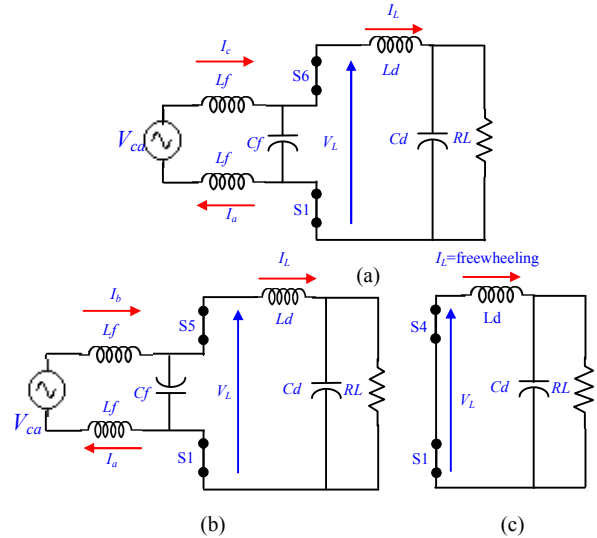 I_L
I_c
Lf
S6
Ld
V_ca
Cf
V_L
Cd
RL
Lf
S1
I_a
(a)
I_L
I_L=freewheeling
I_b
S5
Ld
Lf
V_L
Cf
Cd
RL
V_ca
Lf
I_a
S1
(b)
Ld
S4
V_L
Cd
RL
S1
(c)